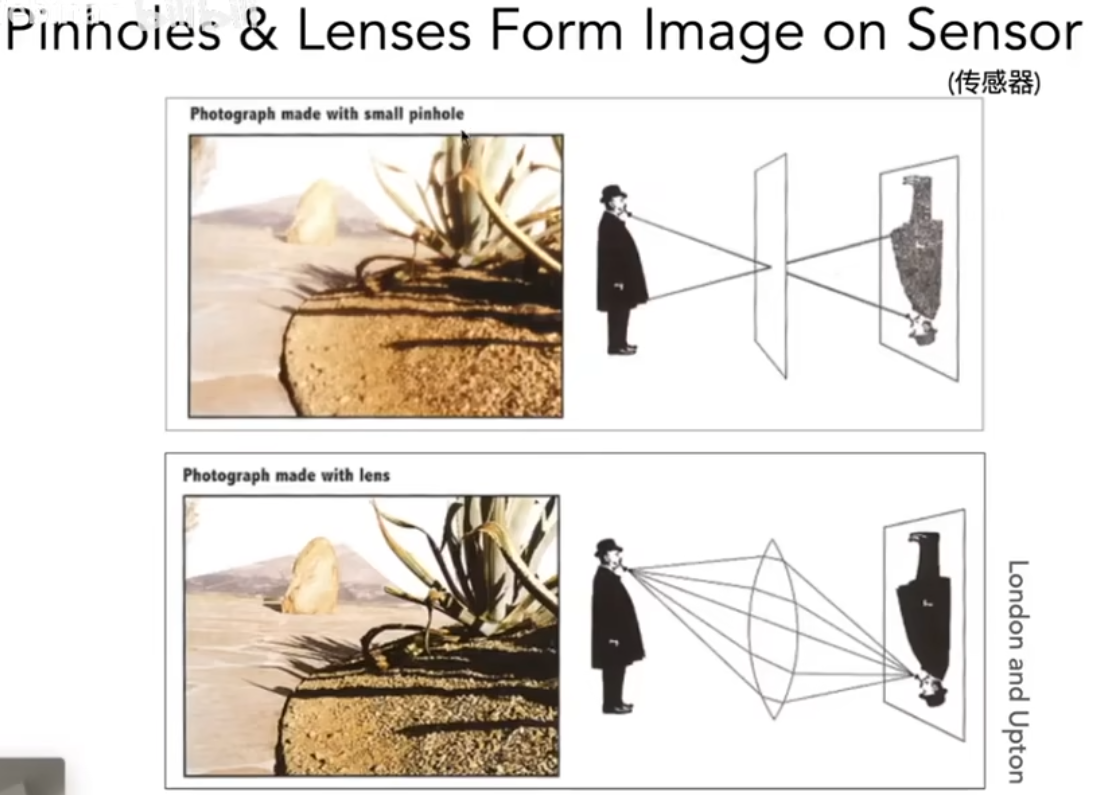 Pinholes & Lenses Form Image on Sensor
(传感器)
Photograph made with small pinhole
Photograph made with lens
London and Upton